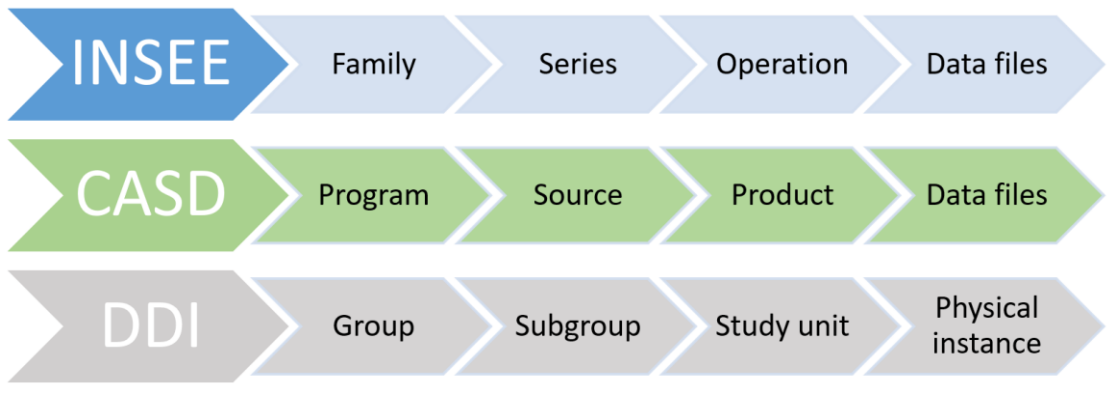 INSEE Family Series Operation Data files
CASD Program Source Product Data files
DDI Group Subgroup Study unit Physical
instance